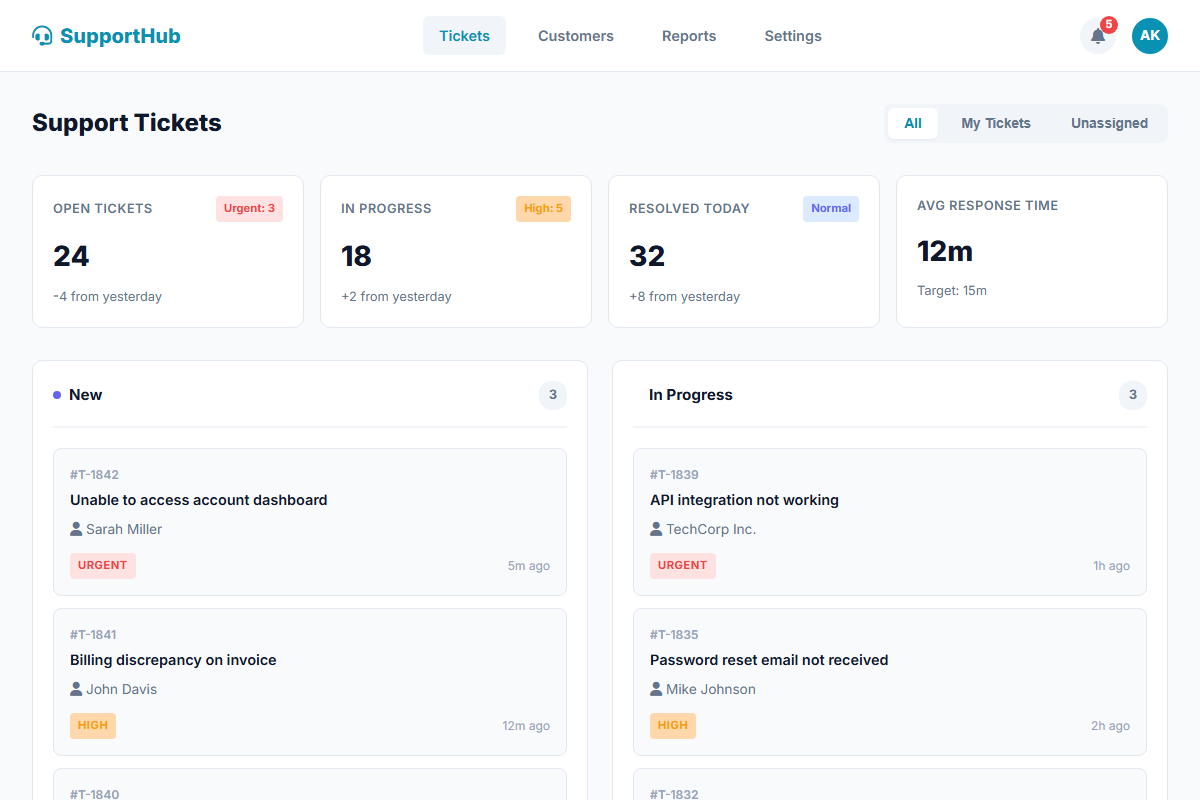 SupportHub
Tickets
Customers
Reports
Settings
5
AK
Support Tickets
All
My Tickets
Unassigned
OPEN TICKETS
Urgent: 3
24
-4 from yesterday
IN PROGRESS
High: 5
18
+2 from yesterday
RESOLVED TODAY
Normal
32
+8 from yesterday
AVG RESPONSE TIME
12m
Target: 15m
New
3
#T-1842
Unable to access account dashboard
Sarah Miller
URGENT
5m ago
#T-1841
Billing discrepancy on invoice
John Davis
HIGH
12m ago
#T-1840
In Progress
3
#T-1839
API integration not working
TechCorp Inc.
URGENT
1h ago
#T-1835
Password reset email not received
Mike Johnson
HIGH
2h ago
#T-1832